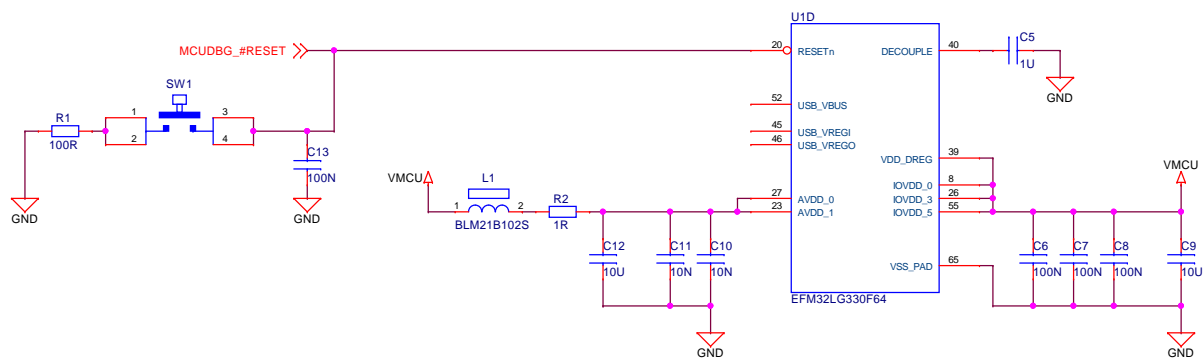 U1D
MCUDBG_#RESET
20
RESETn
DECOUPLE
40
C5
1U
GND
SW1
R1
100R
1
2
3
4
C13
100N
GND
GND
52
USB_VBUS
45
USB_VREGI
46
USB_VREGO
VDD_DREG
39
IOVDD_0
8
IOVDD_3
26
IOVDD_5
55
VMCU
VMCU
L1
1
2
BLM21B102S
R2
1R
27
AVDD_0
23
AVDD_1
C12
10U
C11
10N
C10
10N
GND
VSS_PAD
65
C6
100N
C7
100N
C8
100N
C9
10U
GND
EFM32LG330F64